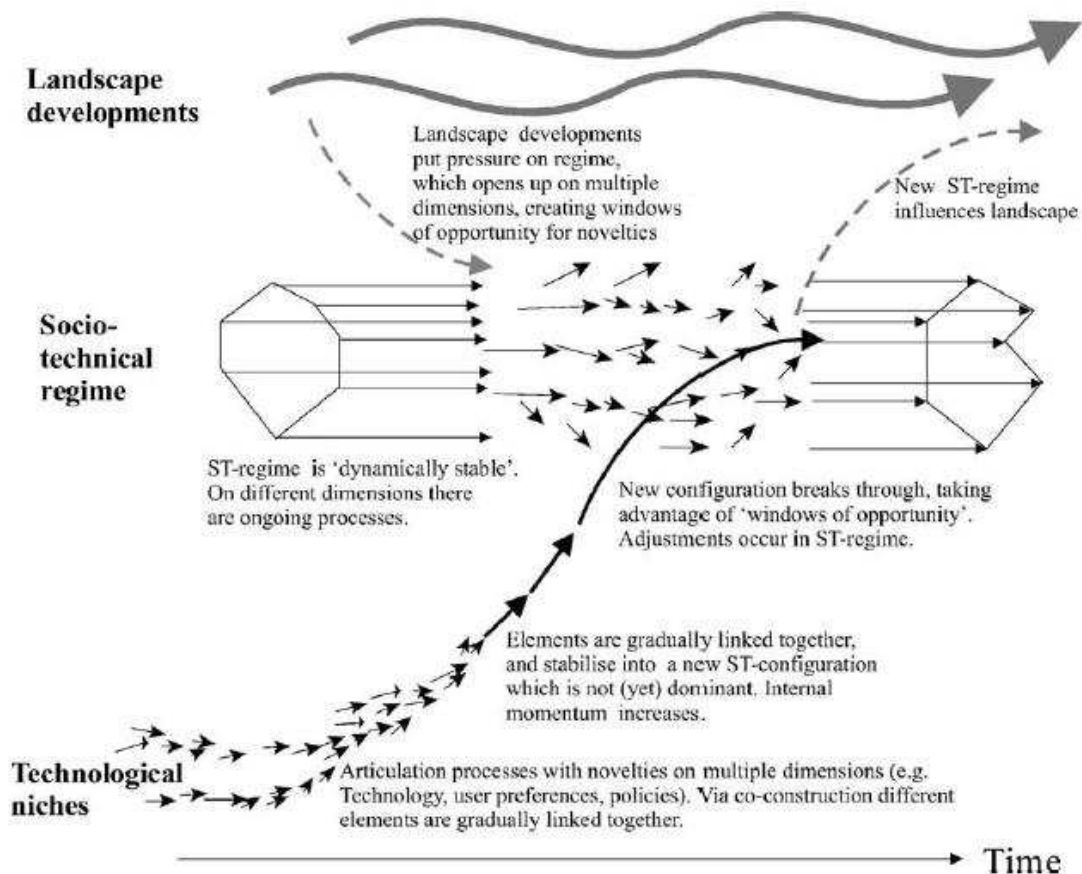 Landscape
developments
Landscape developments
put pressure on regime,
which opens up on multiple
dimensions, creating windows
of opportunity for novelties
New ST-regime
influences landscape
Socio-
technical
regime
ST-regime is 'dynamically stable'.
On different dimensions there
are ongoing processes.
New configuration breaks through, taking
advantage of 'windows of opportunity'.
Adjustments occur in ST-regime.
Elements are gradually linked together,
and stabilise into a new ST-configuration
which is not (yet) dominant. Internal
momentum increases.
Technological
niches
Articulation processes with novelties on multiple dimensions (e.g.
Technology, user preferences, policies). Via co-construction different
elements are gradually linked together.
Time